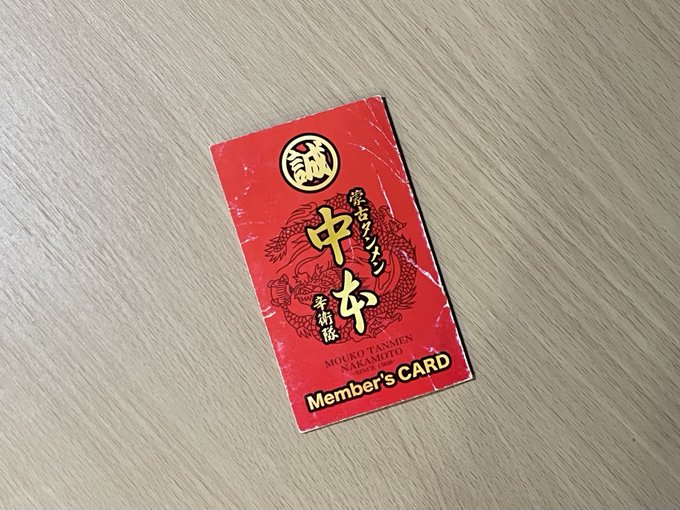 誠
蒙古タンメン
中本
辛衛隊
MOUKO TANMEN
NAKAMOTO
-SINCE 1968-
Member's CARD